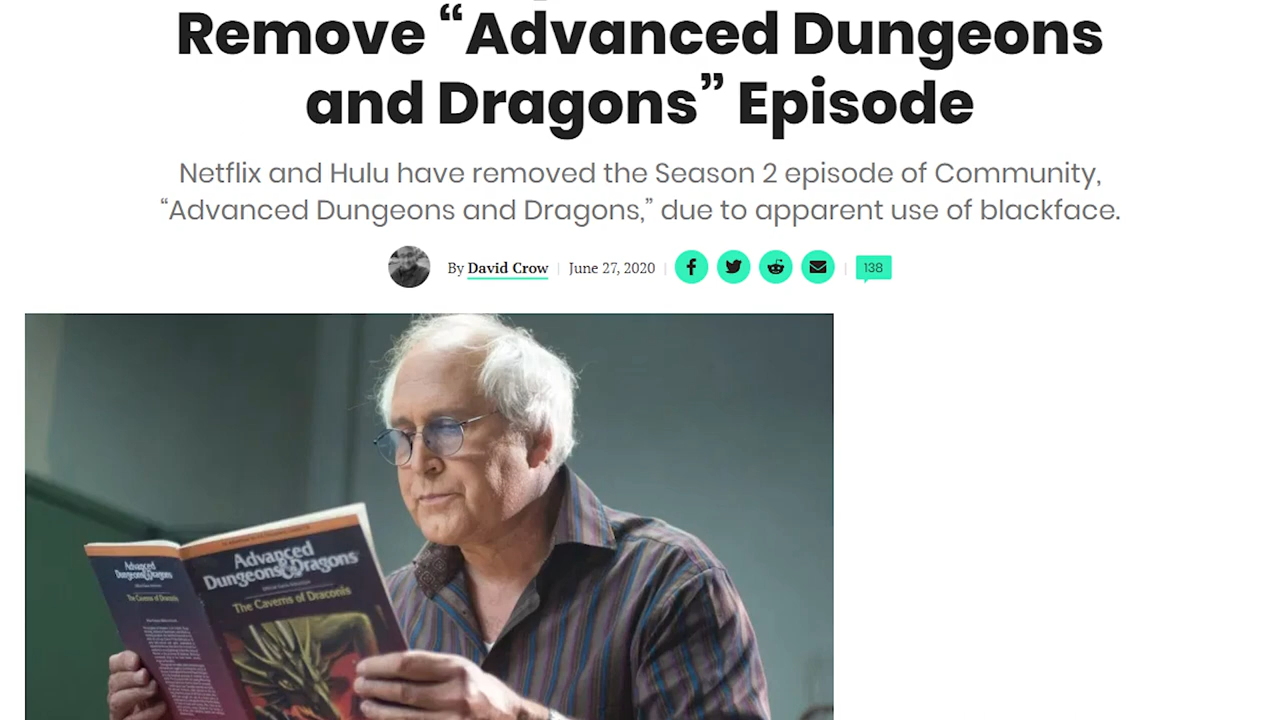 Remove “Advanced Dungeons
and Dragons” Episode
Netflix and Hulu have removed the Season 2 episode of Community,
“Advanced Dungeons and Dragons,” due to apparent use of blackface.
By David Crow | June 27, 2020 | | 138
Advanced
Dungeons & Dragons
The Caverns of Draconis
Advanced
Dungeons & Dragons
The Caverns of Draconis